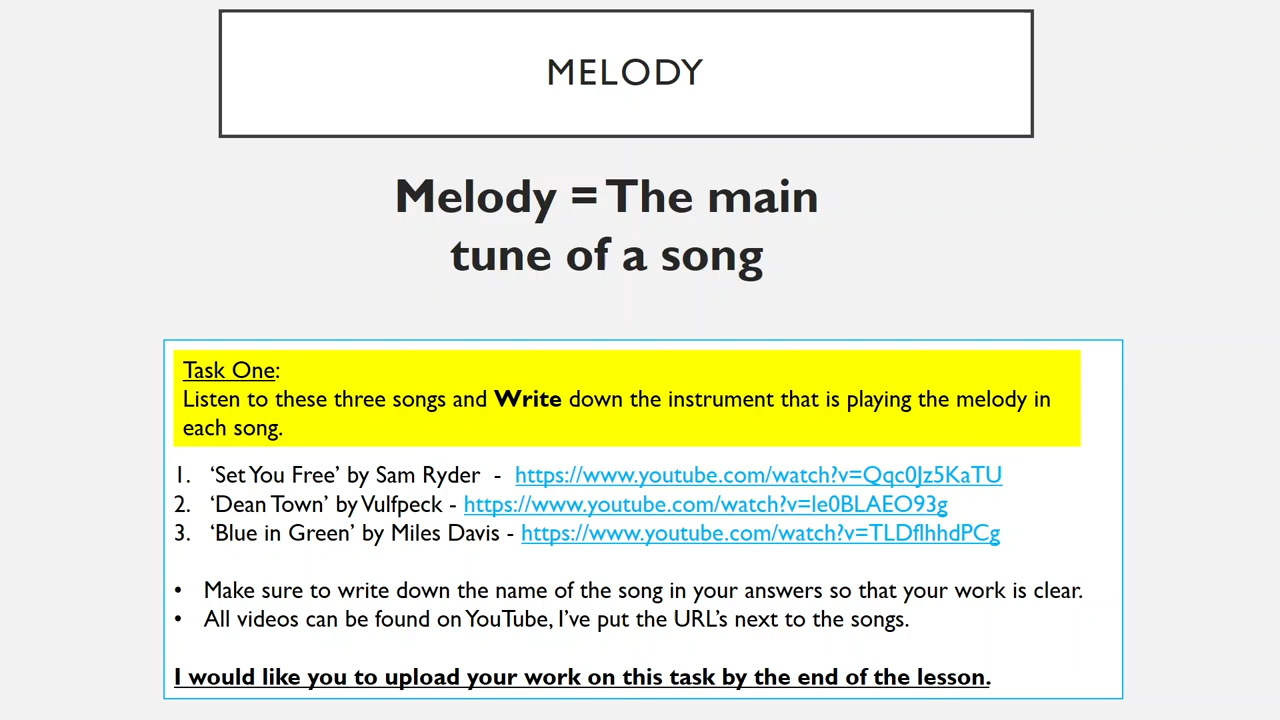 MELODY
Melody = The main
tune of a song
Task One:
Listen to these three songs and Write down the instrument that is playing the melody in
each song.
1. ‘Set You Free’ by Sam Ryder - https://www.youtube.com/watch?v=Qqc0Jz5KaTU
2. ‘Dean Town’ by Vulfpeck - https://www.youtube.com/watch?v=le0BLAEO93g
3. ‘Blue in Green’ by Miles Davis - https://www.youtube.com/watch?v=TLDflhhdPCg
• Make sure to write down the name of the song in your answers so that your work is clear.
• All videos can be found on YouTube, I’ve put the URL’s next to the songs.
I would like you to upload your work on this task by the end of the lesson.